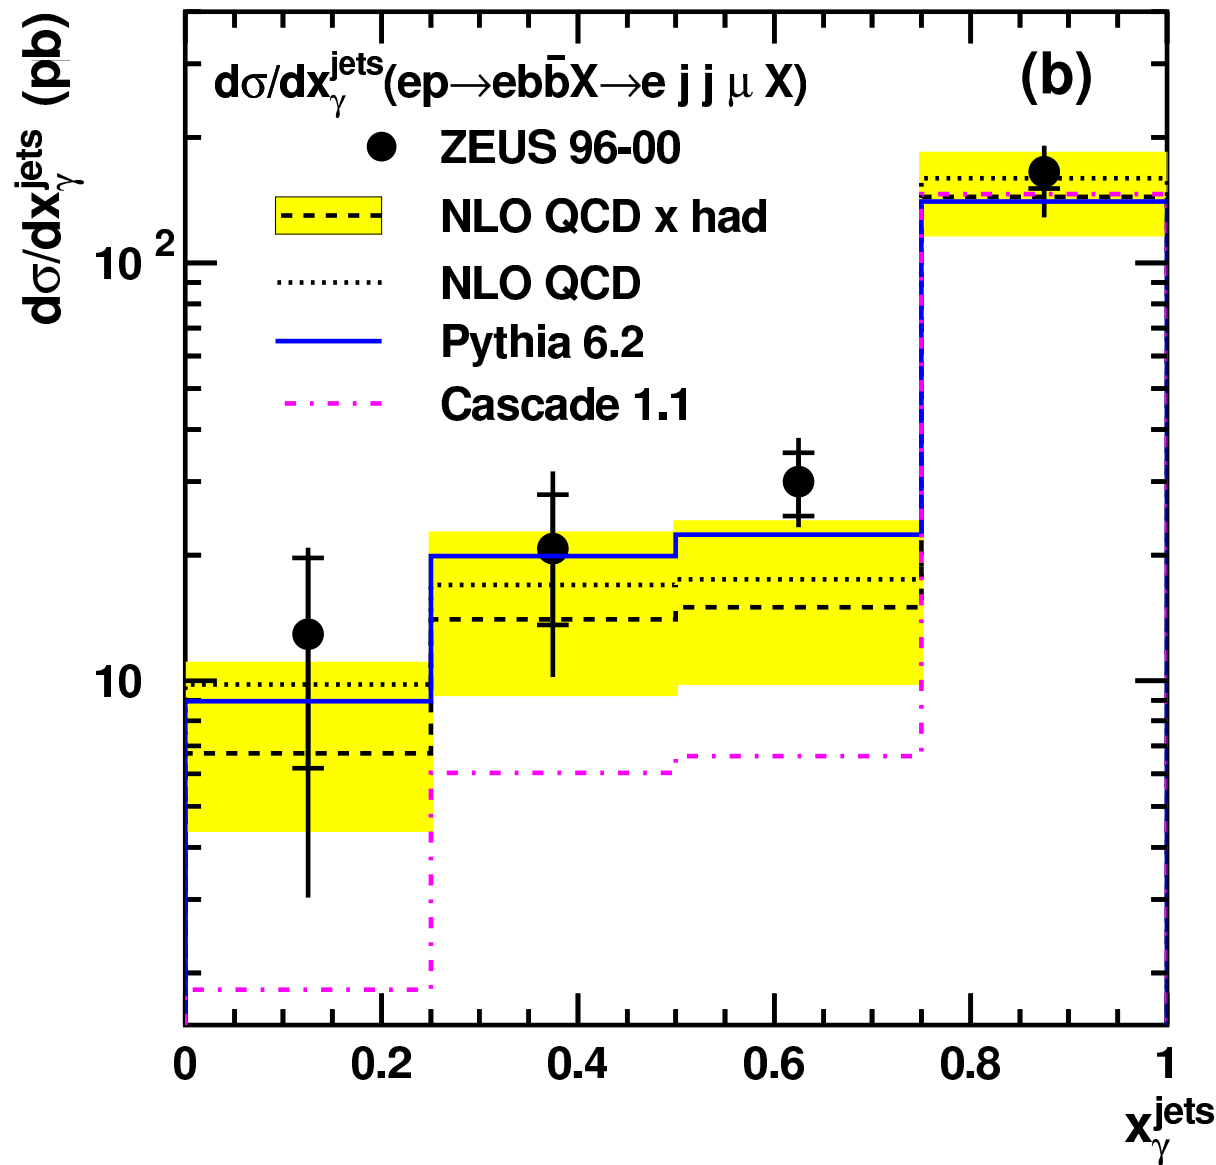 dσ/dx_γ^jets (pb)
dσ/dx_γ^jets(ep→ebb̄X→e j j μ X)
(b)
ZEUS 96-00
NLO QCD x had
NLO QCD
Pythia 6.2
Cascade 1.1
10^2
10
0 0.2 0.4 0.6 0.8 1
x_γ^jets